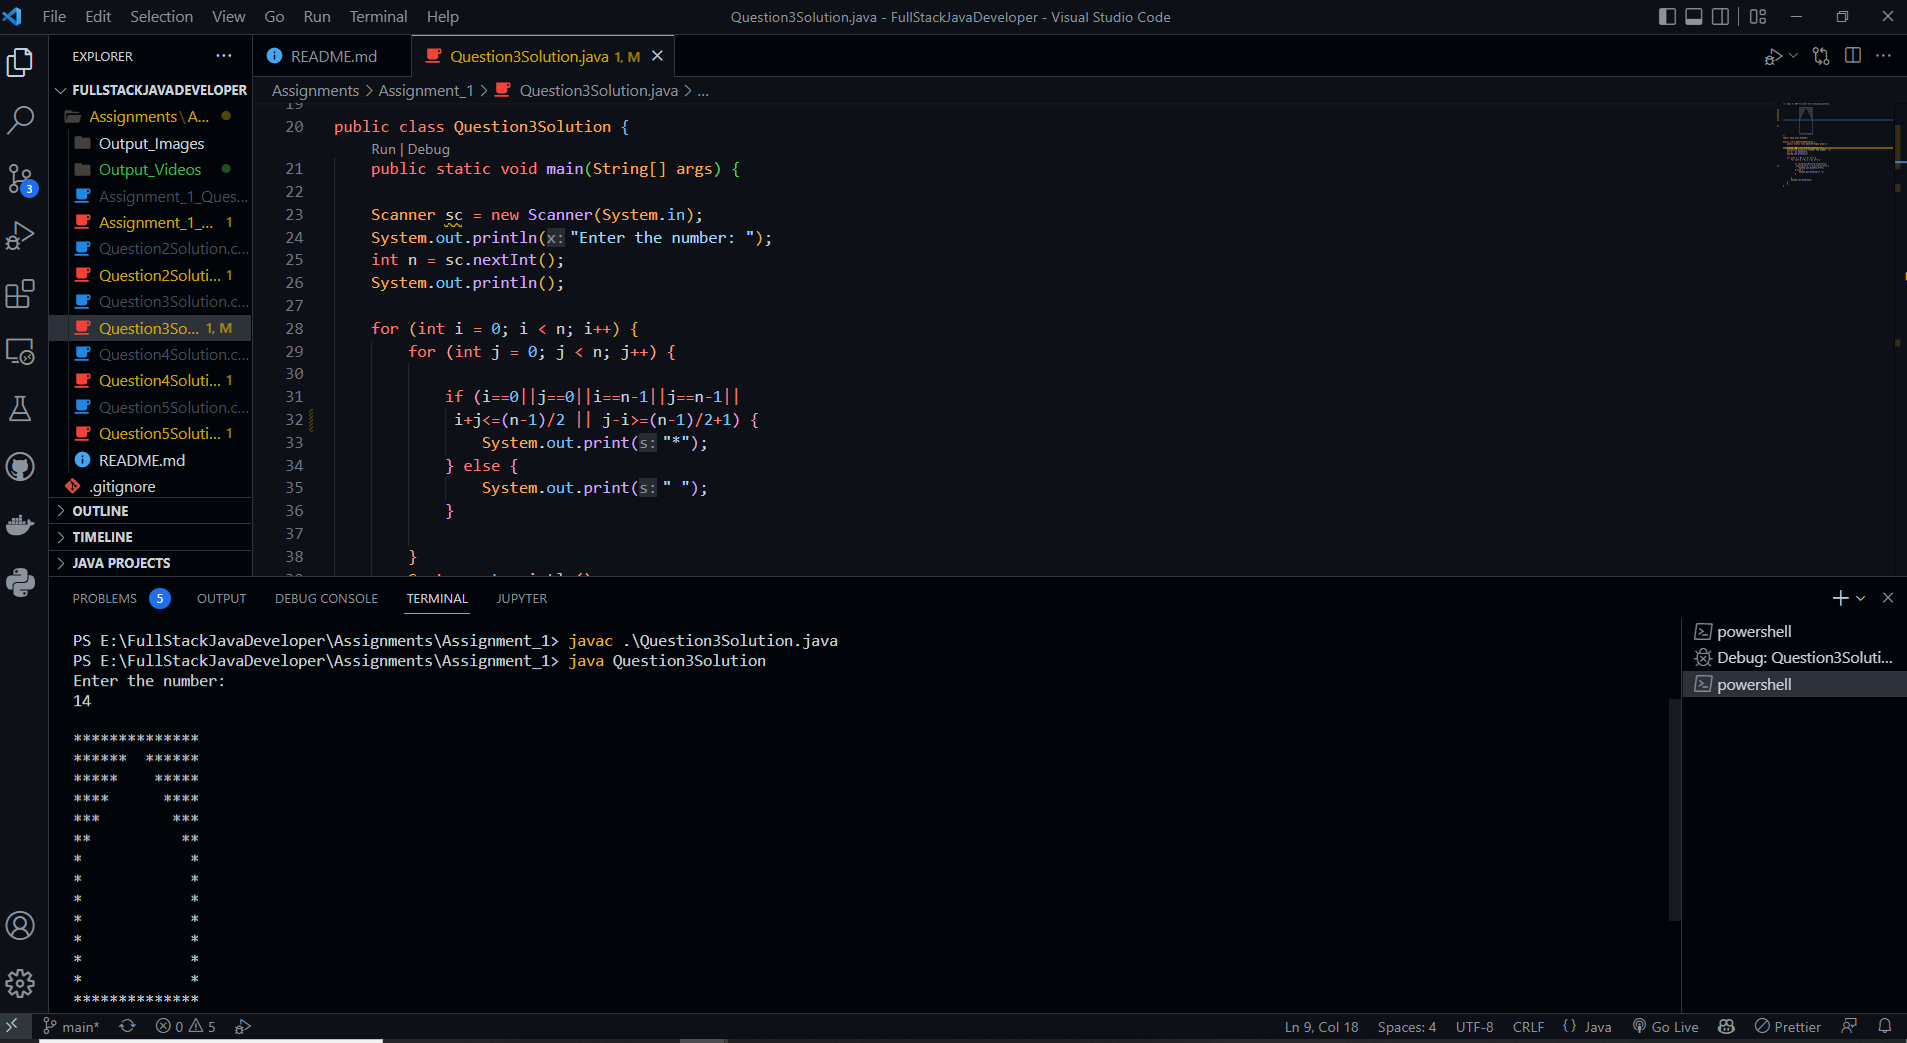 File Edit Selection View Go Run Terminal Help
Question3Solution.java - FullStackJavaDeveloper - Visual Studio Code
EXPLORER
FULLSTACKJAVADEVELOPER
Assignments \ A...
Output_Images
Output_Videos
Assignment_1_Ques...
Assignment_1_... 1
Question2Solution.c...
Question2Soluti... 1
Question3Solution.c...
Question3So... 1, M
Question4Solution.c...
Question4Soluti... 1
Question5Solution.c...
Question5Soluti... 1
README.md
.gitignore
OUTLINE
TIMELINE
JAVA PROJECTS
3
README.md
Question3Solution.java 1, M
Assignments > Assignment_1 > Question3Solution.java > ...
19
20 public class Question3Solution {
Run | Debug
21 public static void main(String[] args) {
22
23 Scanner sc = new Scanner(System.in);
24 System.out.println(x: "Enter the number: ");
25 int n = sc.nextInt();
26 System.out.println();
27
28 for (int i = 0; i < n; i++) {
29 for (int j = 0; j < n; j++) {
30
31 if (i==0||j==0||i==n-1||j==n-1||
32 i+j<=(n-1)/2 || j-i>=(n-1)/2+1) {
33 System.out.print(s: "*");
34 } else {
35 System.out.print(s: " ");
36 }
37
38 }
PROBLEMS 5 OUTPUT DEBUG CONSOLE TERMINAL JUPYTER
PS E:\FullStackJavaDeveloper\Assignments\Assignment_1> javac .\Question3Solution.java
PS E:\FullStackJavaDeveloper\Assignments\Assignment_1> java Question3Solution
Enter the number:
14
**************
******  ******
*****    *****
****      ****
***        ***
**          **
*            *
*            *
*            *
*            *
*            *
*            *
*            *
**************
powershell
Debug: Question3Soluti...
powershell
main* 0 5 Ln 9, Col 18 Spaces: 4 UTF-8 CRLF {} Java Go Live Prettier